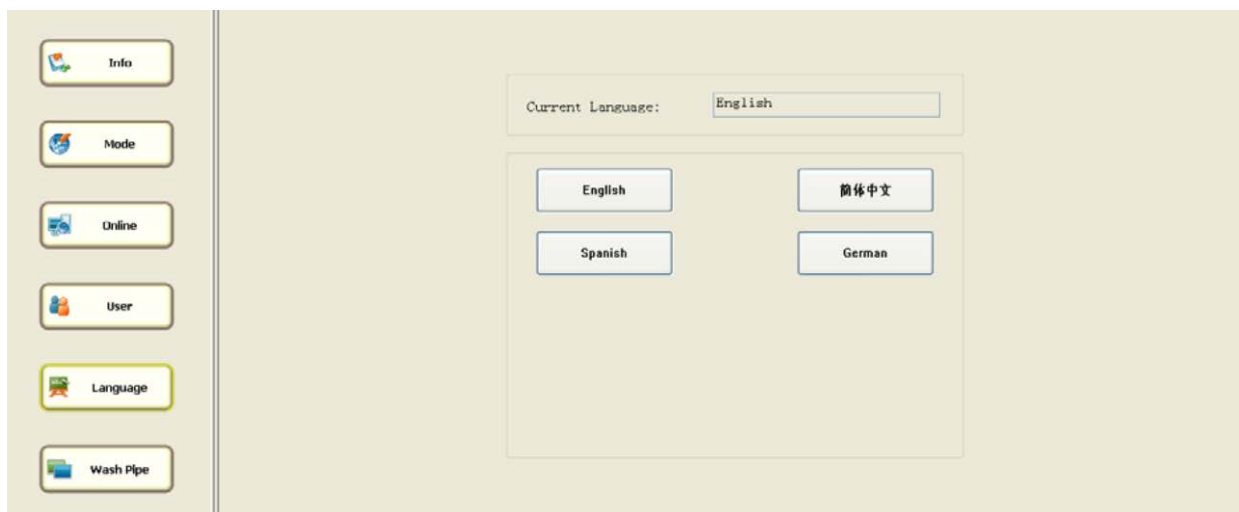 Info
Mode
Online
User
Language
Wash Pipe
Current Language: English
English
简体中文
Spanish
German